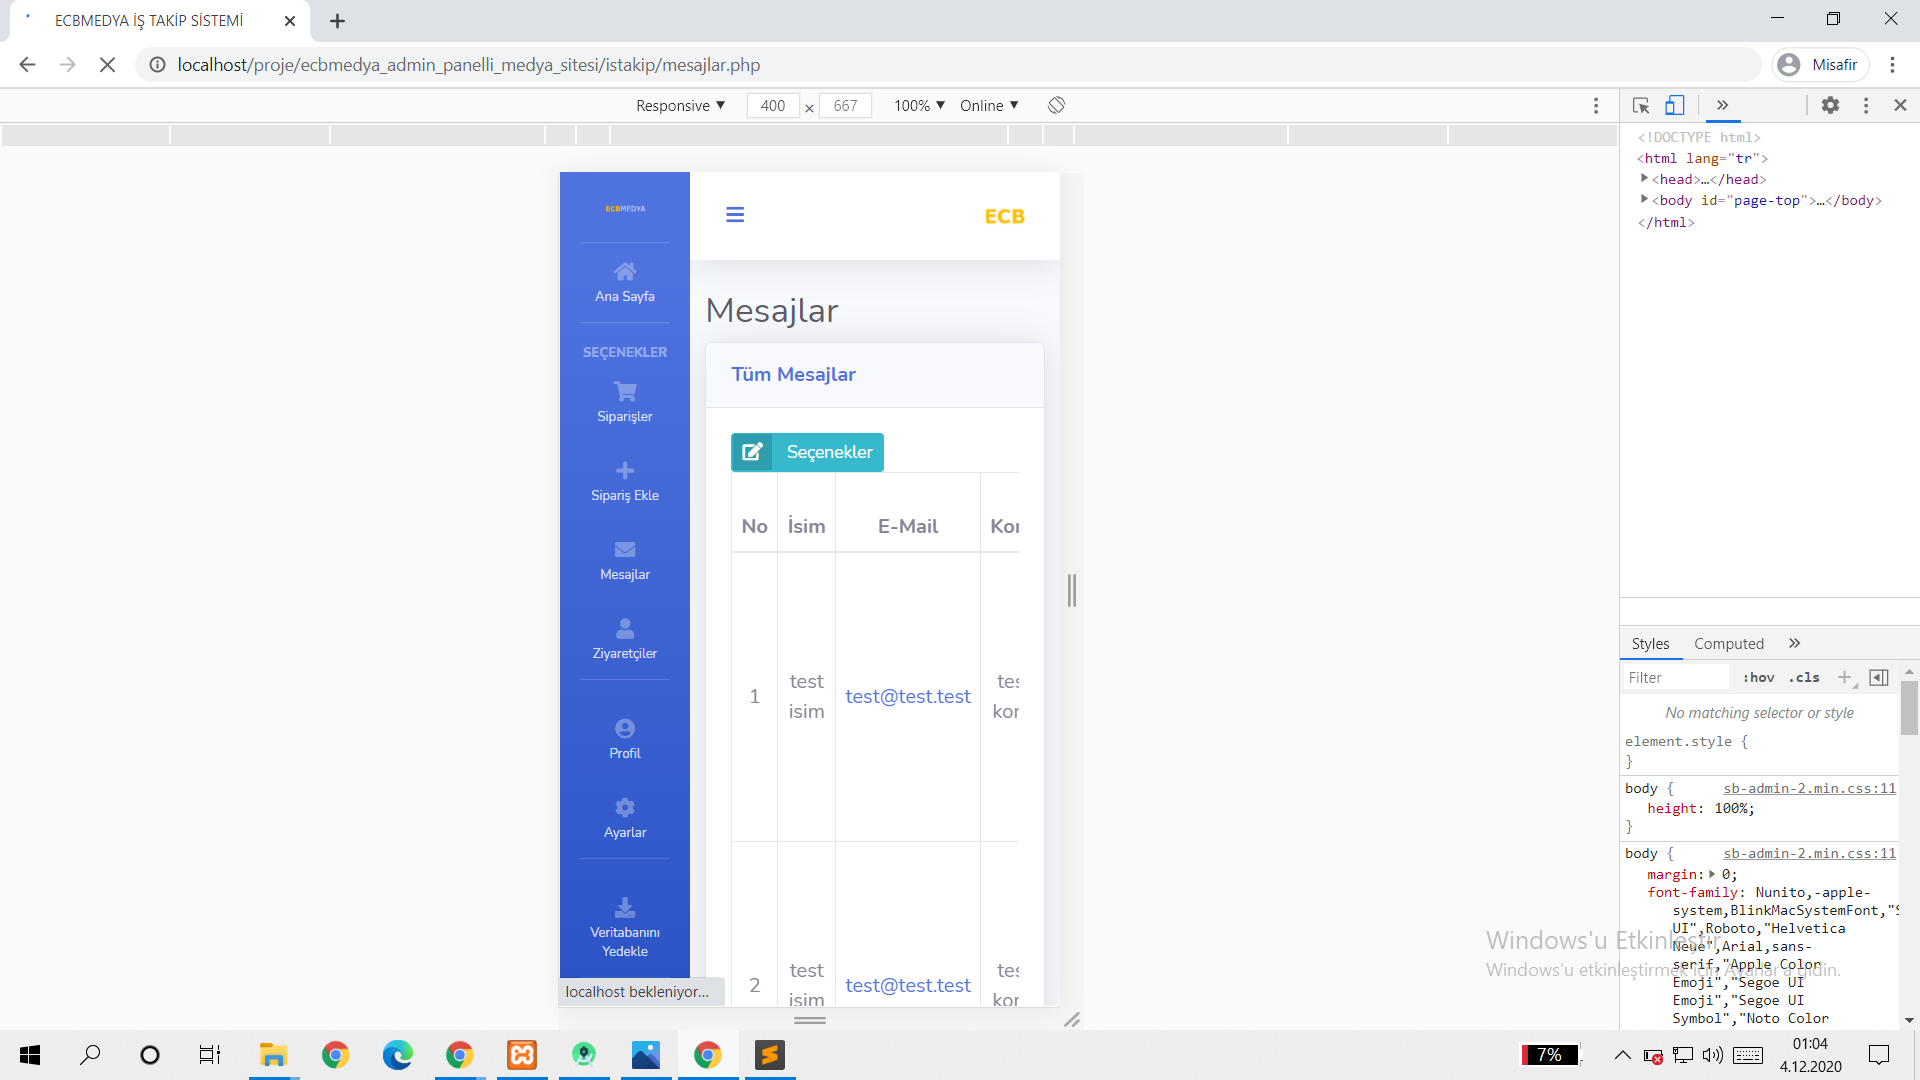 ECBMEDYA İŞ TAKİP SİSTEMİ
localhost/proje/ecbmedya_admin_panelli_medya_sitesi/istakip/mesajlar.php
Misafir
Responsive ▼ 400 x 667 100% ▼ Online ▼
ECBMEDYA
Ana Sayfa
SEÇENEKLER
Siparişler
Sipariş Ekle
Mesajlar
Ziyaretçiler
Profil
Ayarlar
Veritabanını
Yedekle
localhost bekleniyor...
ECB
Mesajlar
Tüm Mesajlar
Seçenekler
No İsim E-Mail Kor
1 test isim test@test.test tes kor
2 test isim test@test.test tes kor
<!DOCTYPE html>
<html lang="tr">
<head>…</head>
<body id="page-top">…</body>
</html>
Styles Computed
Filter :hov .cls
No matching selector or style
element.style {
}
body { sb-admin-2.min.css:11
height: 100%;
}
body { sb-admin-2.min.css:11
margin: 0;
font-family: Nunito,-apple-
system,BlinkMacSystemFont,"S
UI",Roboto,"Helvetica
Neue",Arial,sans-
serif,"Apple Color
Emoji","Segoe UI
Emoji","Segoe UI
Symbol","Noto Color
Windows'u Etkinleştir
Windows'u etkinleştirmek için Ayarlar'a gidin.
7%
01:04
4.12.2020